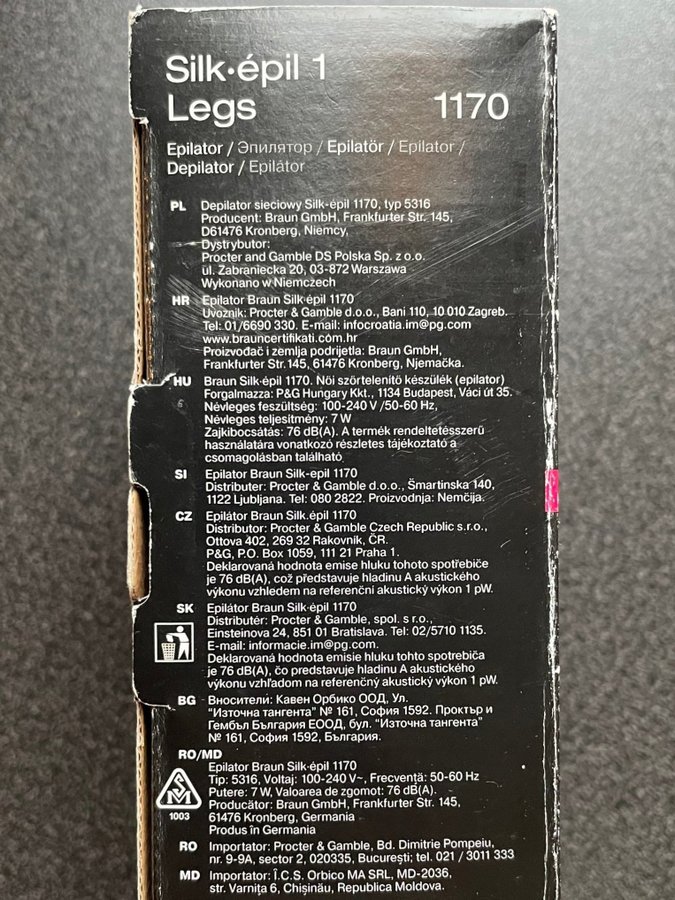 Silk·épil 1
Legs 1170
Epilator / Эпилятор / Epilatör / Epilator /
Depilator / Epilátor
PL Depilator sieciowy Silk-épil 1170, typ 5316
Producent: Braun GmbH, Frankfurter Str. 145,
D61476 Kronberg, Niemcy,
Dystrybutor:
Procter and Gamble DS Polska Sp. z o.o.
ul. Zabraniecka 20, 03-872 Warszawa
Wykonano w Niemczech
HR Epilator Braun Silk·épil 1170
Uvoznik: Procter & Gamble d.o.o., Bani 110, 10 010 Zagreb.
Tel: 01/6690 330. E-mail: infocroatia.im@pg.com
www.brauncertifikati.com.hr
Proizvođač i zemlja podrijetla: Braun GmbH,
Frankfurter Str. 145, 61476 Kronberg, Njemačka.
HU Braun Silk·épil 1170. Női szőrtelenítő készülék (epilator)
Forgalmazza: P&G Hungary Kkt., 1134 Budapest, Váci út 35.
Névleges feszültség: 100-240 V /50-60 Hz,
Névleges teljesítmény: 7 W
Zajkibocsátás: 76 dB(A). A termék rendeltetésszerű
használatára vonatkozó részletes tájékoztató a
csomagolásban található
SI Epilator Braun Silk-epil 1170
Distributer: Procter & Gamble d.o.o., Šmartinska 140,
1122 Ljubljana. Tel: 080 2822. Proizvodnja: Nemčija.
CZ Epilátor Braun Silk.épil 1170
Distributor: Procter & Gamble Czech Republic s.r.o.,
Ottova 402, 269 32 Rakovník, ČR.
P&G, P.O. Box 1059, 111 21 Praha 1.
Deklarovaná hodnota emise hluku tohoto spotřebiče
je 76 dB(A), což představuje hladinu A akustického
výkonu vzhledem na referenční akustický výkon 1 pW.
SK Epilátor Braun Silk·épil 1170
Distributér: Procter & Gamble, spol. s r.o.,
Einsteinova 24, 851 01 Bratislava. Tel: 02/5710 1135.
E-mail: informacie.im@pg.com.
Deklarovaná hodnota emisie hluku tohto spotrebiča
je 76 dB(A), čo predstavuje hladinu A akustického
výkonu vzhľadom na referenčný akustický výkon 1 pW.
BG Вносители: Кавен Орбико ООД, Ул.
"Източна тангента" № 161, София 1592. Проктър и
Гембъл България ЕООД, бул. "Източна тангента"
№ 161, София 1592, България.
RO/MD
Epilator Braun Silk·épil 1170
Tip: 5316, Voltaj: 100-240 V~, Frecvență: 50-60 Hz
Putere: 7 W, Valoarea de zgomot: 76 dB(A).
Producător: Braun GmbH, Frankfurter Str. 145,
61476 Kronberg, Germania
Produs în Germania
SM
1003
RO Importator: Procter & Gamble, Bd. Dimitrie Pompeiu,
nr. 9-9A, sector 2, 020335, București; tel. 021 / 3011 333
MD Importator: Î.C.S. Orbico MA SRL, MD-2036,
str. Varnița 6, Chișinău, Republica Moldova.